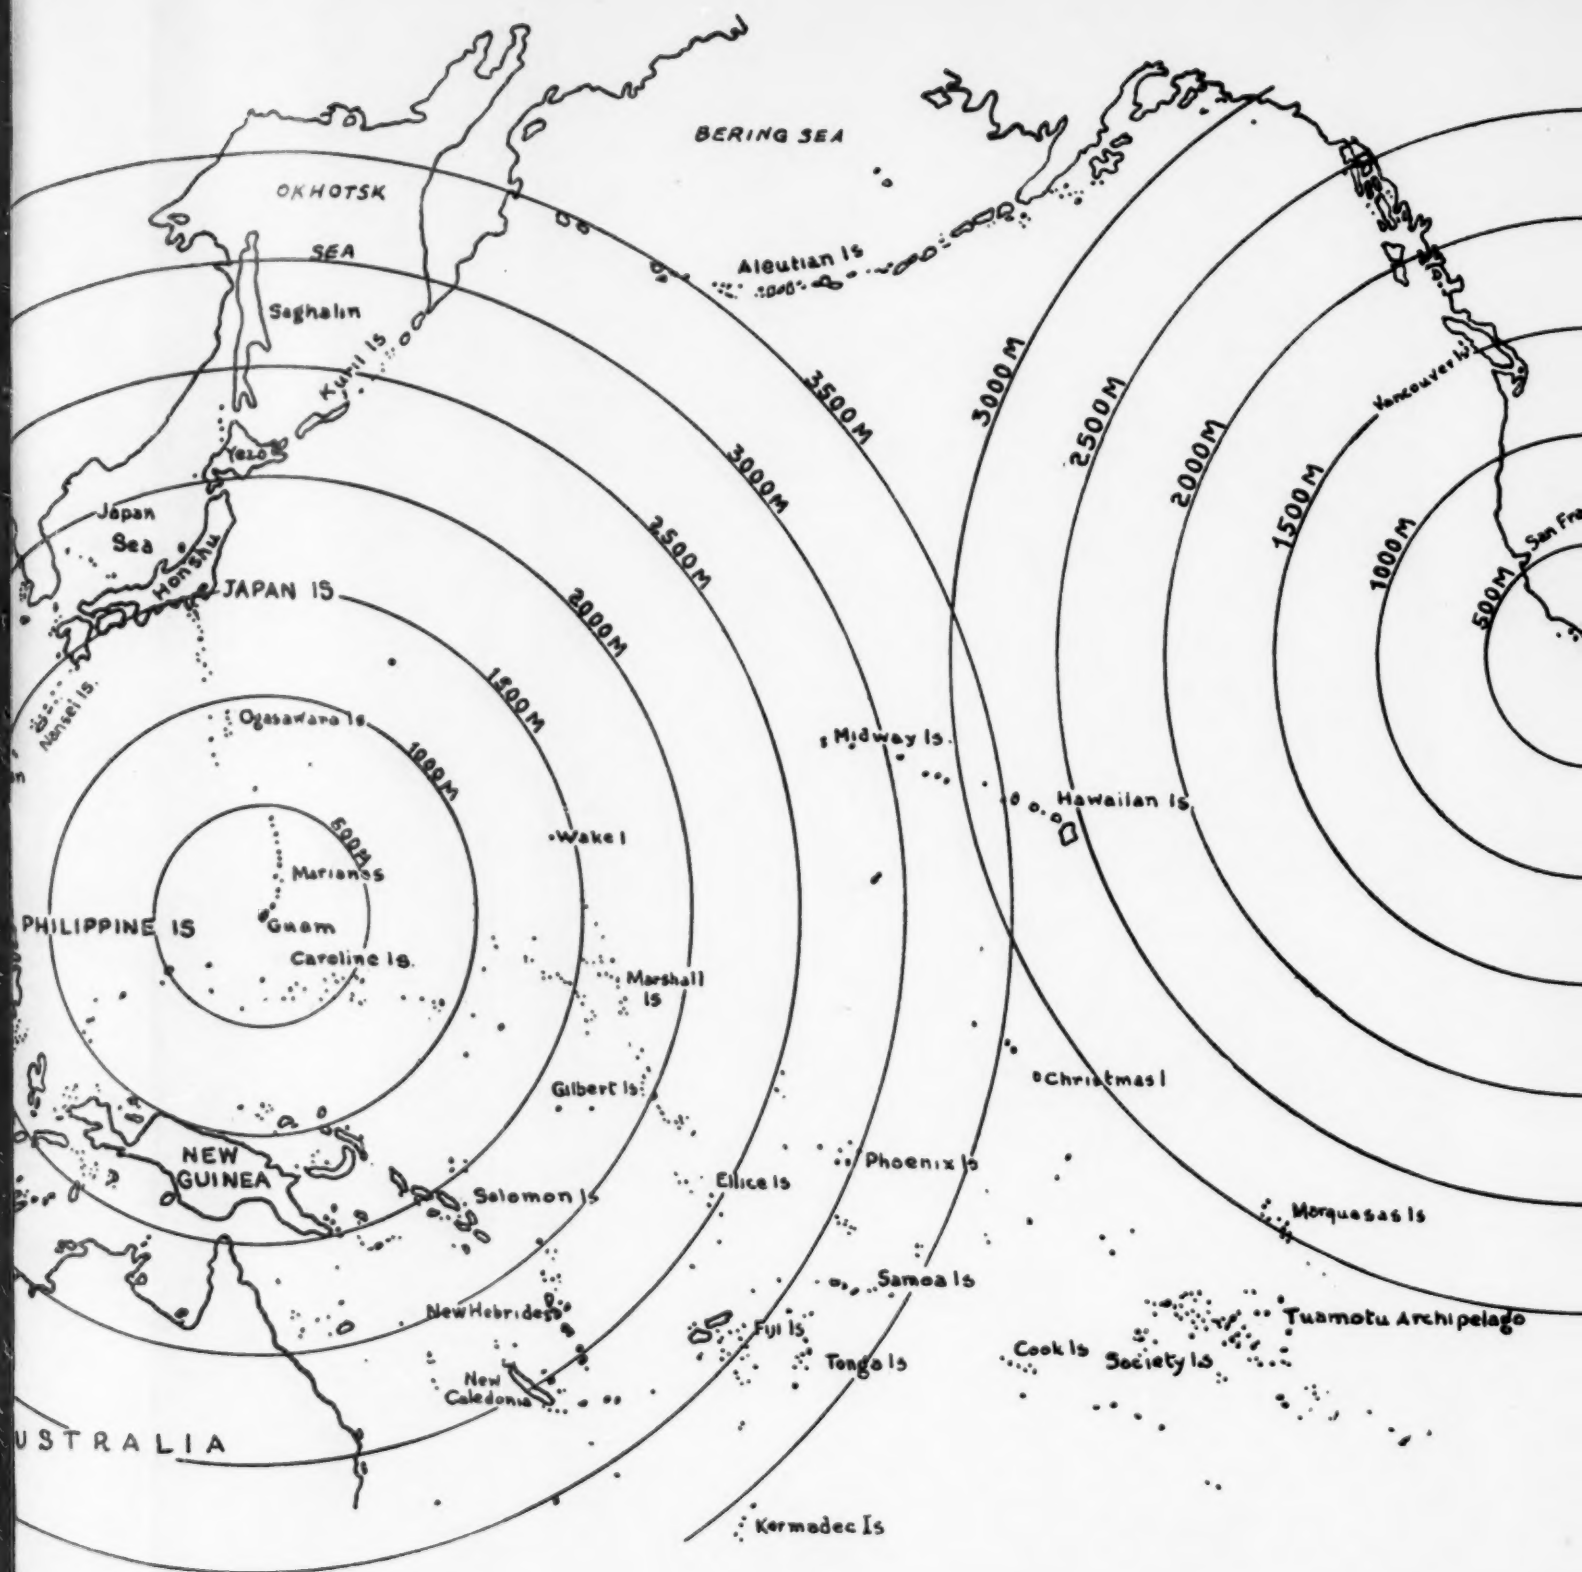 BERING SEA
OKHOTSK
SEA
Aleutian Is
Saghalin
Kuril Is
Vancouver Is
3500M
3000M
2500M
2000M
1500M
1000M
500M
3000M
2500M
2000M
1500M
1000M
500M
Yezo
Japan
Sea
Honshu
JAPAN IS
San Fra
Nansei Is.
Ogasawara Is
Midway Is.
Hawaiian Is
Wake I
Marianas
Guam
PHILIPPINE IS
Caroline Is.
Marshall
Is
Gilbert Is
Christmas I
NEW
GUINEA
Phoenix Is
Ellice Is
Solomon Is
Marquesas Is
Samoa Is
New Hebrides
Fiji Is
Tuamotu Archipelago
Tonga Is
Cook Is
Society Is
New
Caledonia
USTRALIA
Kermadec Is